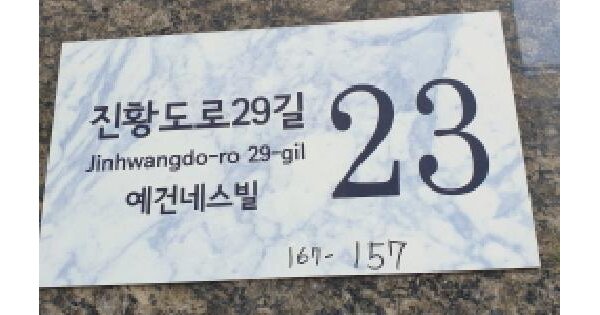 진황도로29길
Jinhwangdo-ro 29-gil
예건네스빌
23
167- 157